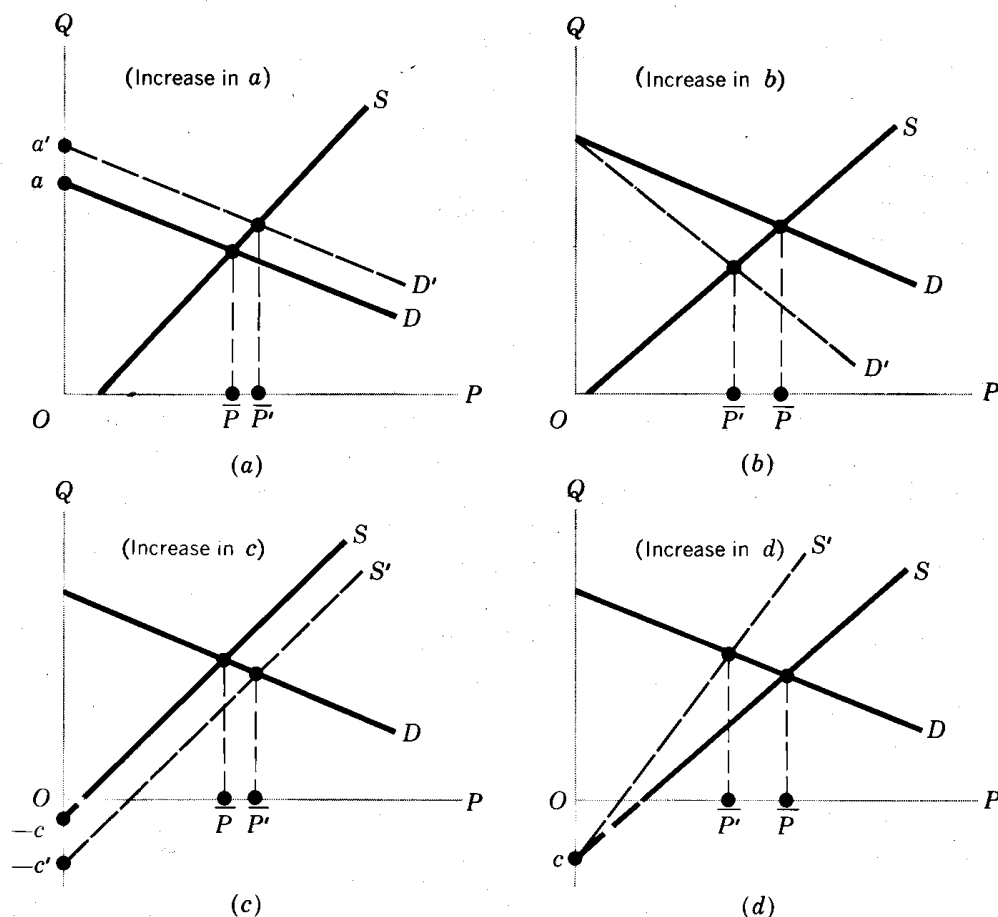 Q
(Increase in a)
S
a'
a
D'
D
O
P̅ P̅'
P
(a)
Q
(Increase in b)
S
D
D'
O
P̅' P̅
P
(b)
Q
(Increase in c)
S
S'
D
O
P
−c
P̅ P̅'
−c'
(c)
Q
(Increase in d)
S'
S
D
O
P
P̅' P̅
c
(d)